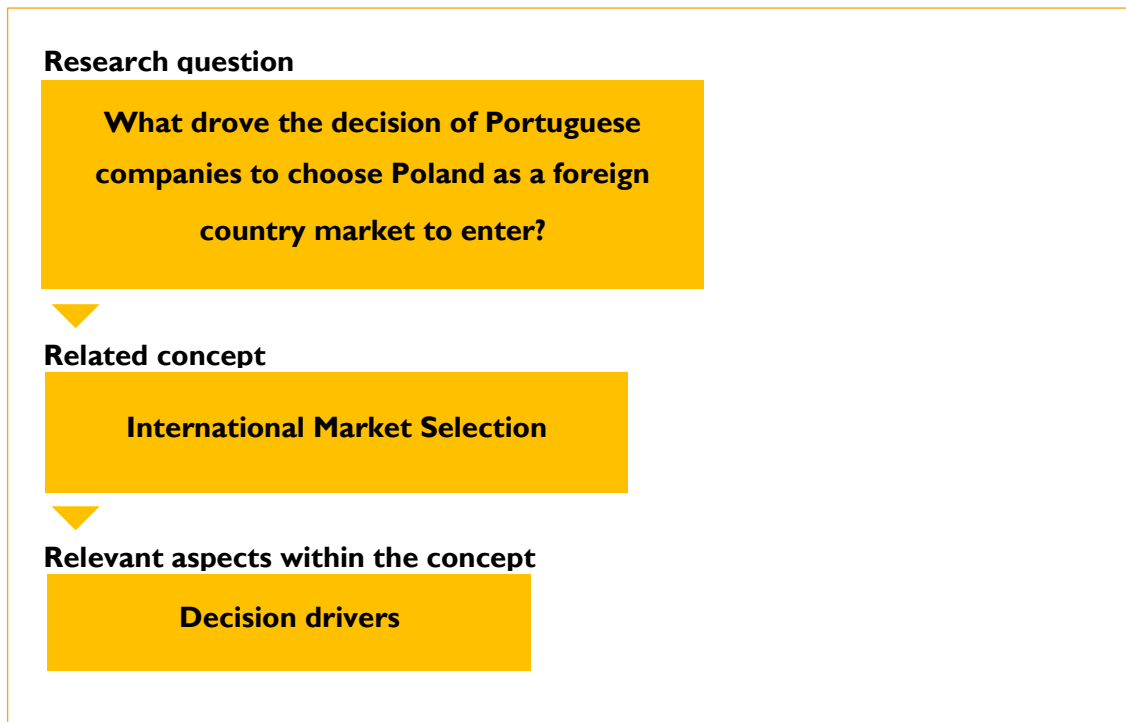 Research question
What drove the decision of Portuguese
companies to choose Poland as a foreign
country market to enter?
Related concept
International Market Selection
Relevant aspects within the concept
Decision drivers